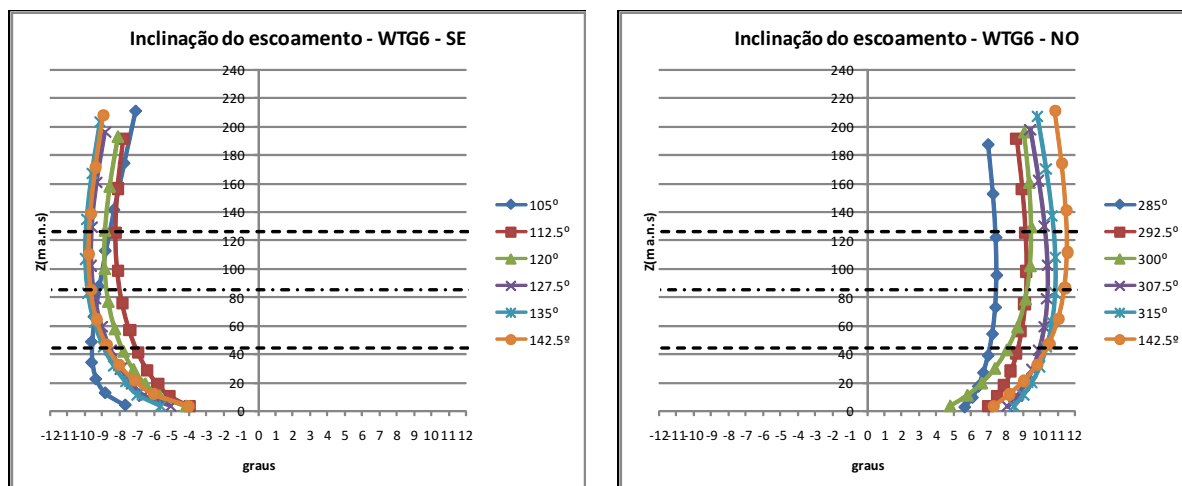 Inclinação do escoamento - WTG6 - SE
240
220
200
180
160
140
120
100
80
60
40
20
0
Z(m a.n.s)
-12 -11 -10 -9 -8 -7 -6 -5 -4 -3 -2 -1 0 1 2 3 4 5 6 7 8 9 10 11 12
graus
105º
112.5º
120º
127.5º
135º
142.5º
Inclinação do escoamento - WTG6 - NO
240
220
200
180
160
140
120
100
80
60
40
20
0
Z(m a.n.s)
-12 -11 -10 -9 -8 -7 -6 -5 -4 -3 -2 -1 0 1 2 3 4 5 6 7 8 9 10 11 12
graus
285º
292.5º
300º
307.5º
315º
142.5º